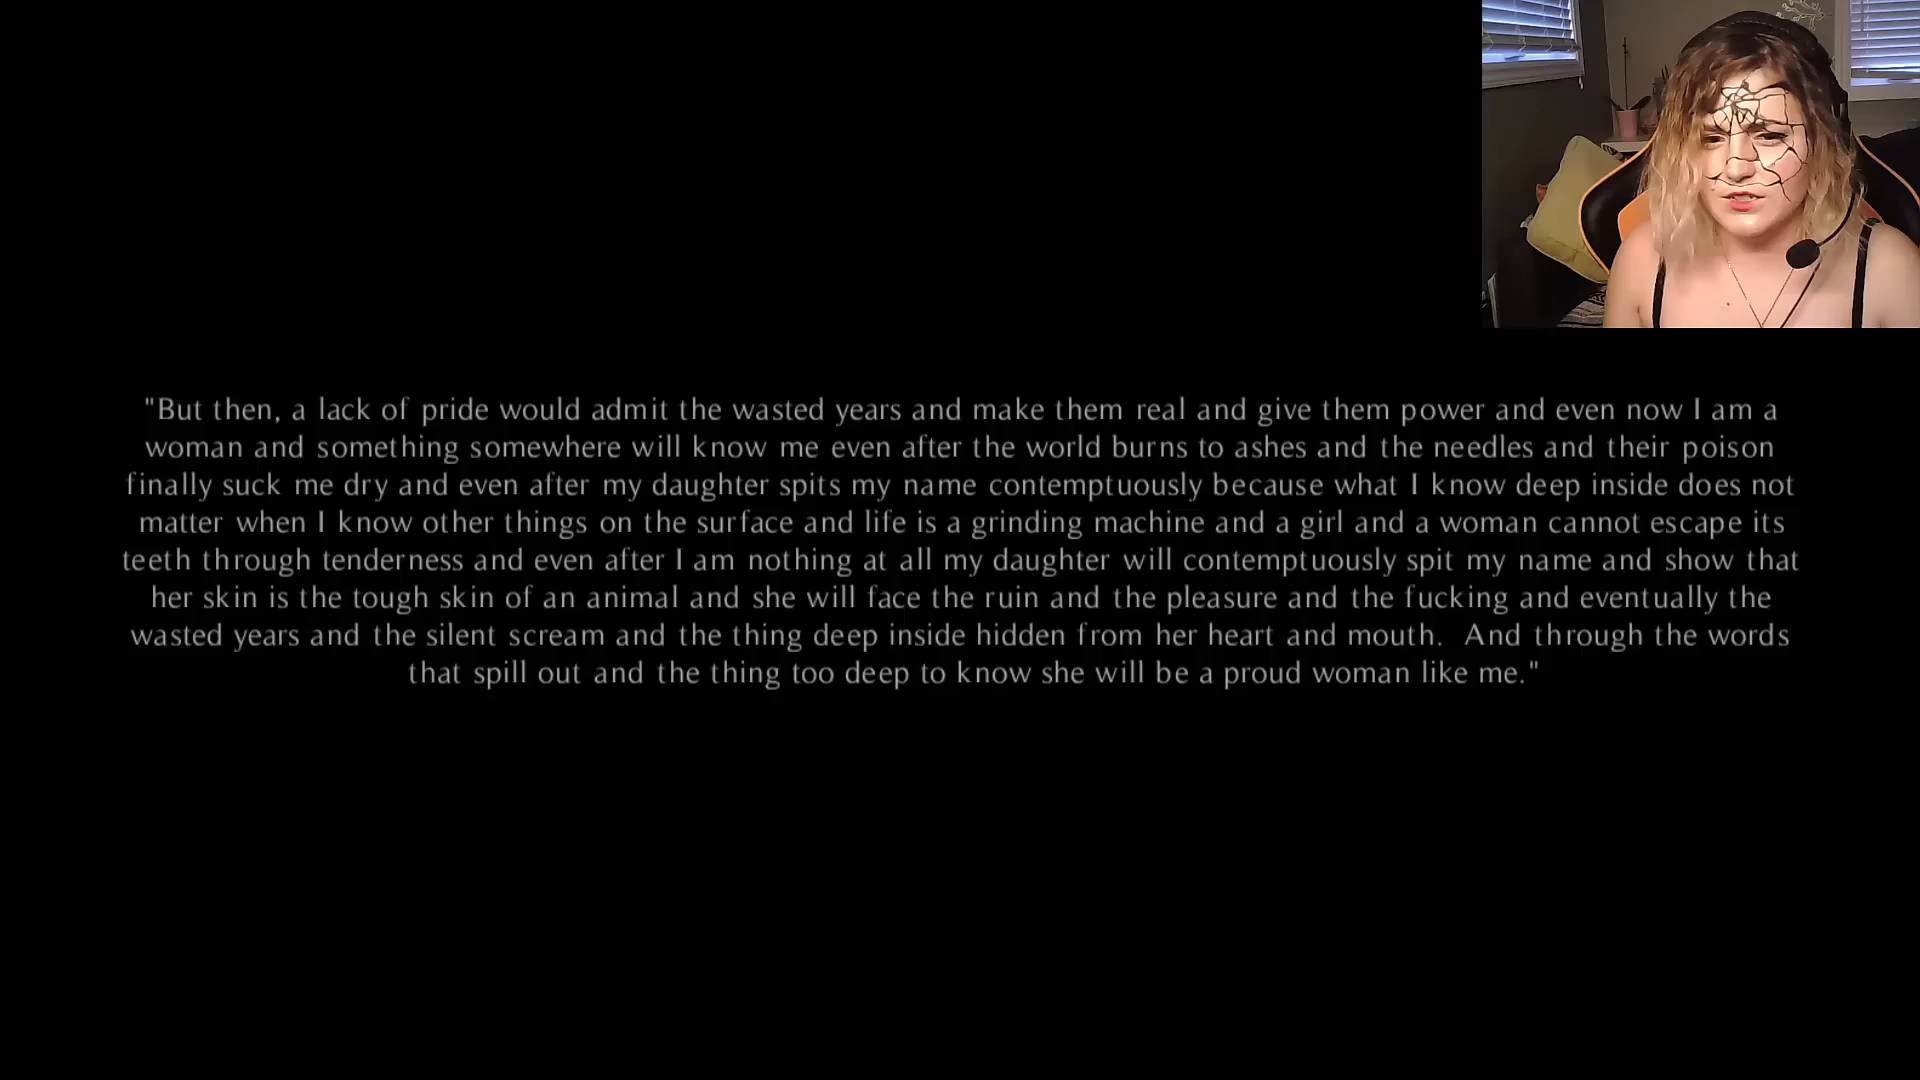 "But then, a lack of pride would admit the wasted years and make them real and give them power and even now I am a
woman and something somewhere will know me even after the world burns to ashes and the needles and their poison
finally suck me dry and even after my daughter spits my name contemptuously because what I know deep inside does not
matter when I know other things on the surface and life is a grinding machine and a girl and a woman cannot escape its
teeth through tenderness and even after I am nothing at all my daughter will contemptuously spit my name and show that
her skin is the tough skin of an animal and she will face the ruin and the pleasure and the fucking and eventually the
wasted years and the silent scream and the thing deep inside hidden from her heart and mouth.  And through the words
that spill out and the thing too deep to know she will be a proud woman like me."